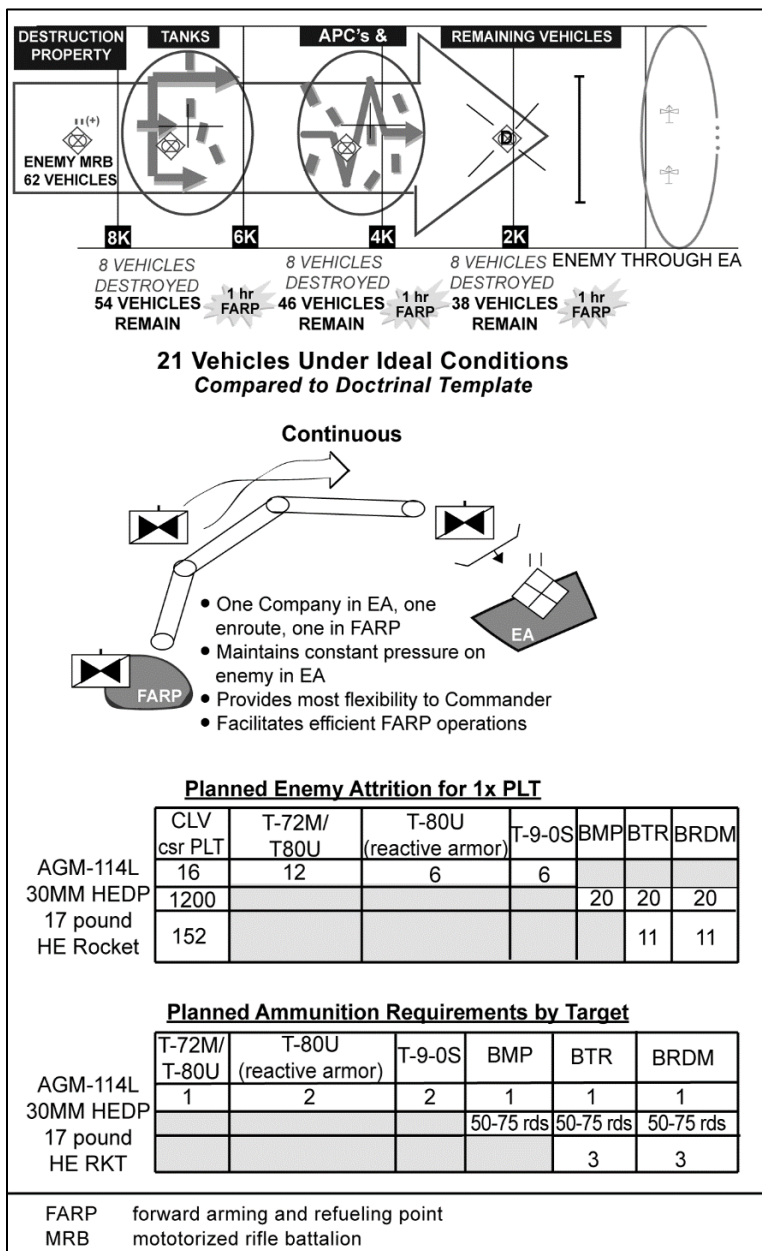 DESTRUCTION PROPERTY
TANKS
APC's &
REMAINING VEHICLES
II (+)
ENEMY MRB
62 VEHICLES
D
8K
6K
4K
2K
8 VEHICLES
DESTROYED
54 VEHICLES
REMAIN
1 hr
FARP
8 VEHICLES
DESTROYED
46 VEHICLES
REMAIN
1 hr
FARP
8 VEHICLES
DESTROYED
38 VEHICLES
REMAIN
1 hr
FARP
ENEMY THROUGH EA
21 Vehicles Under Ideal Conditions
Compared to Doctrinal Template
Continuous
• One Company in EA, one
enroute, one in FARP
• Maintains constant pressure on
enemy in EA
• Provides most flexibility to Commander
• Facilitates efficient FARP operations
EA
FARP
Planned Enemy Attrition for 1x PLT
CLV csr PLT T-72M/ T80U T-80U (reactive armor) T-9-0S BMP BTR BRDM
AGM-114L 16 12 6 6
30MM HEDP 1200 20 20 20
17 pound HE Rocket 152 11 11
Planned Ammunition Requirements by Target
T-72M/ T-80U T-80U (reactive armor) T-9-0S BMP BTR BRDM
AGM-114L 1 2 2 1 1 1
30MM HEDP 50-75 rds 50-75 rds 50-75 rds
17 pound HE RKT 3 3
FARP forward arming and refueling point
MRB mototorized rifle battalion